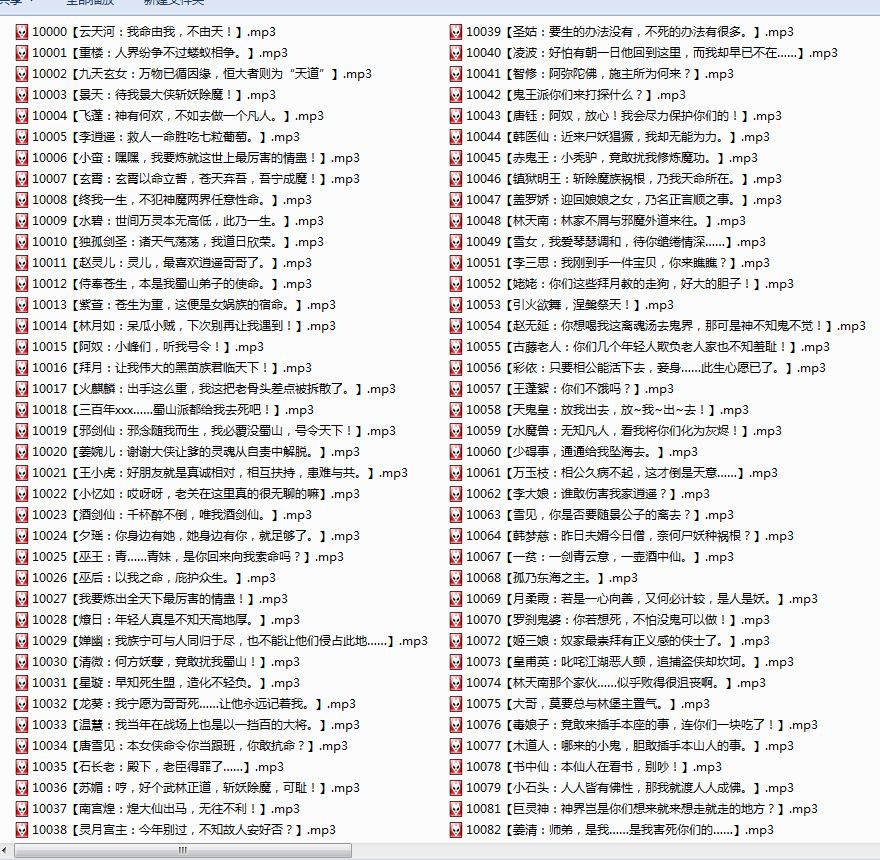 全部播放
新建文件夹
10000【云天河：我命由我，不由天！】.mp3
10001【重楼：人界纷争不过蝼蚁相争。】.mp3
10002【九天玄女：万物已循因缘，恒大者则为“天道”】.mp3
10003【景天：待我景大侠斩妖除魔！】.mp3
10004【飞蓬：神有何欢，不如去做一个凡人。】.mp3
10005【李逍遥：救人一命胜吃七粒葡萄。】.mp3
10006【小蛮：嘿嘿，我要炼就这世上最厉害的情蛊！】.mp3
10007【玄霄：玄霄以命立誓，苍天弃吾，吾宁成魔！】.mp3
10008【终我一生，不犯神魔两界任意性命。】.mp3
10009【水碧：世间万灵本无高低，此乃一生。】.mp3
10010【独孤剑圣：诸天气荡荡，我道日欣荣。】.mp3
10011【赵灵儿：灵儿，最喜欢逍遥哥哥了。】.mp3
10012【侍奉苍生，本是我蜀山弟子的使命。】.mp3
10013【紫萱：苍生为重，这便是女娲族的宿命。】.mp3
10014【林月如：呆瓜小贼，下次别再让我遇到！】.mp3
10015【阿奴：小蜂们，听我号令！】.mp3
10016【拜月：让我伟大的黑苗族君临天下！】.mp3
10017【火麒麟：出手这么重，我这把老骨头差点被拆散了。】.mp3
10018【三百年xxx......蜀山派都给我去死吧！】.mp3
10019【邪剑仙：邪念随我而生，我必覆没蜀山，号令天下！】.mp3
10020【姜婉儿：谢谢大侠让爹的灵魂从自责中解脱。】.mp3
10021【王小虎：好朋友就是真诚相对，相互扶持，患难与共。】.mp3
10022【小忆如：哎呀呀，老关在这里真的很无聊的嘛】.mp3
10023【酒剑仙：千杯醉不倒，唯我酒剑仙。】.mp3
10024【夕瑶：你身边有她，她身边有你，就足够了。】.mp3
10025【巫王：青......青妹，是你回来向我索命吗？】.mp3
10026【巫后：以我之命，庇护众生。】.mp3
10027【我要炼出全天下最厉害的情蛊！】.mp3
10028【燎日：年轻人真是不知天高地厚。】.mp3
10029【婵幽：我族宁可与人同归于尽，也不能让他们侵占此地......】.mp3
10030【清微：何方妖孽，竟敢扰我蜀山！】.mp3
10031【星璇：早知死生盟，造化不轻负。】.mp3
10032【龙葵：我宁愿为哥哥死......让他永远记着我。】.mp3
10033【温慧：我当年在战场上也是以一挡百的大将。】.mp3
10034【唐雪见：本女侠命令你当跟班，你敢抗命？】.mp3
10035【石长老：殿下，老臣得罪了......】.mp3
10036【苏媚：哼，好个武林正道，斩妖除魔，可耻！】.mp3
10037【南宫煌：煌大仙出马，无往不利！】.mp3
10038【灵月宫主：今年别过，不知故人安好否？】.mp3
10039【圣姑：要生的办法没有，不死的办法有很多。】.mp3
10040【凌波：好怕有朝一日他回到这里，而我却早已不在......】.mp3
10041【智修：阿弥陀佛，施主所为何来？】.mp3
10042【鬼王派你们来打探什么？】.mp3
10043【唐钰：阿奴，放心！我会尽力保护你们的！】.mp3
10044【韩医仙：近来尸妖猖獗，我却无能为力。】.mp3
10045【赤鬼王：小秃驴，竟敢扰我修炼魔功。】.mp3
10046【镇狱明王：斩除魔族祸根，乃我天命所在。】.mp3
10047【盖罗娇：迎回娘娘之女，乃名正言顺之事。】.mp3
10048【林天南：林家不屑与邪魔外道来往。】.mp3
10049【雪女，我爱琴瑟调和，待你缱绻情深......】.mp3
10051【李三思：我刚到手一件宝贝，你来瞧瞧？】.mp3
10052【姥姥：你们这些拜月教的走狗，好大的胆子！】.mp3
10053【引火欲舞，涅槃祭天！】.mp3
10054【赵无延：你想喝我这离魂汤去鬼界，那可是神不知鬼不觉！】.mp3
10055【古藤老人：你们几个年轻人欺负老人家也不知羞耻！】.mp3
10056【彩依：只要相公能活下去，妾身......此生心愿已了。】.mp3
10057【王蓬絮：你们不饿吗？】.mp3
10058【天鬼皇：放我出去，放~我~出~去！】.mp3
10059【水魔兽：无知凡人，看我将你们化为灰烬！】.mp3
10060【少碍事，通通给我坠海去。】.mp3
10061【万玉枝：相公久病不起，这才倒是天意......】.mp3
10062【李大娘：谁敢伤害我家逍遥？】.mp3
10063【雪见，你是否要随景公子的离去？】.mp3
10064【韩梦慈：昨日夫婿今日僧，奈何尸妖种祸根？】.mp3
10067【一贫：一剑青云意，一壶酒中仙。】.mp3
10068【孤乃东海之主。】.mp3
10069【月柔霞：若是一心向善，又何必计较，是人是妖。】.mp3
10070【罗刹鬼婆：你若想死，不怕没鬼可以做！】.mp3
10072【姬三娘：奴家最崇拜有正义感的侠士了。】.mp3
10073【皇甫英：叱咤江湖恶人颤，追捕盗侠却坎坷。】.mp3
10074【林天南那个家伙......似乎败得很沮丧啊。】.mp3
10075【大哥，莫要总与林堡主置气。】.mp3
10076【毒娘子：竟敢来插手本座的事，连你们一块吃了！】.mp3
10077【木道人：哪来的小鬼，胆敢插手本山人的事。】.mp3
10078【书中仙：本仙人在看书，别吵！】.mp3
10079【小石头：人人皆有佛性，那我就渡人人成佛。】.mp3
10081【巨灵神：神界岂是你们想来就来想走就走的地方？】.mp3
10082【姜清：师弟，是我......是我害死你们的......】.mp3